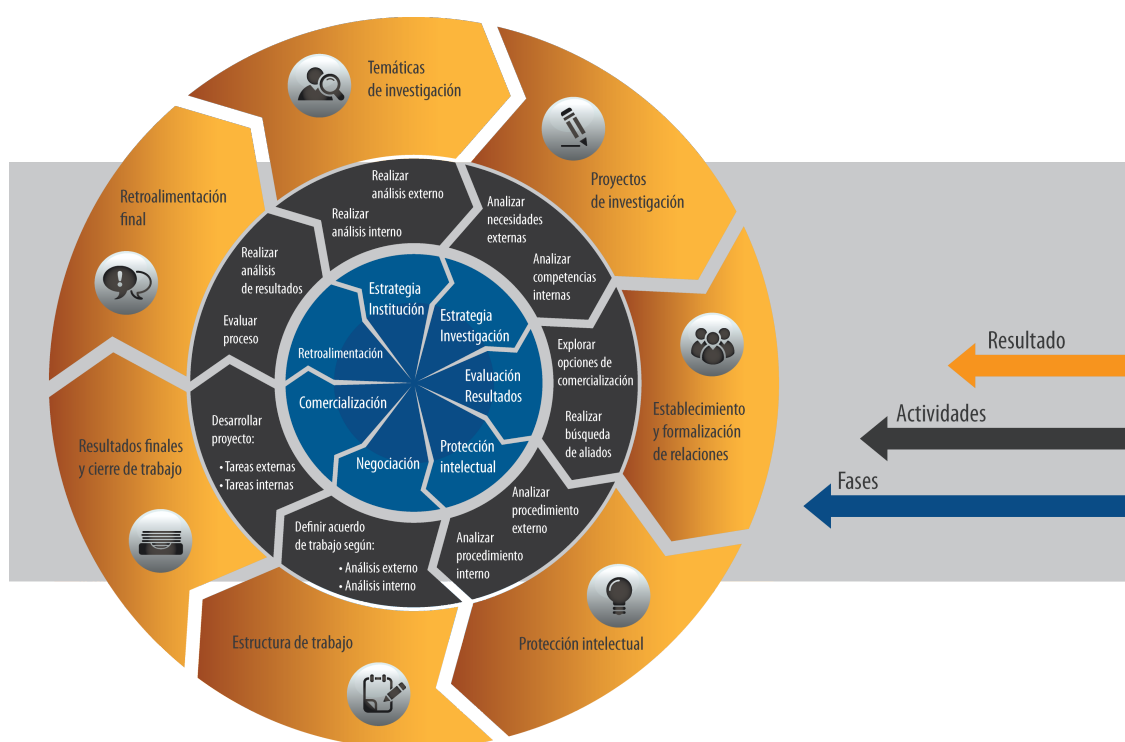 Temáticas
de investigación
Proyectos
de investigación
Establecimiento
y formalización
de relaciones
Protección intelectual
Estructura de trabajo
Resultados finales
y cierre de trabajo
Retroalimentación
final
Realizar
análisis externo
Realizar
análisis interno
Analizar
necesidades
externas
Analizar
competencias
internas
Explorar
opciones de
comercialización
Realizar
búsqueda
de aliados
Analizar
procedimiento
externo
Analizar
procedimiento
interno
Definir acuerdo
de trabajo según:
• Análisis externo
• Análisis interno
Desarrollar
proyecto:
• Tareas externas
• Tareas internas
Realizar
análisis
de resultados
Evaluar
proceso
Estrategia
Institución
Estrategia
Investigación
Evaluación
Resultados
Protección
intelectual
Negociación
Comercialización
Retroalimentación
Resultado
Actividades
Fases